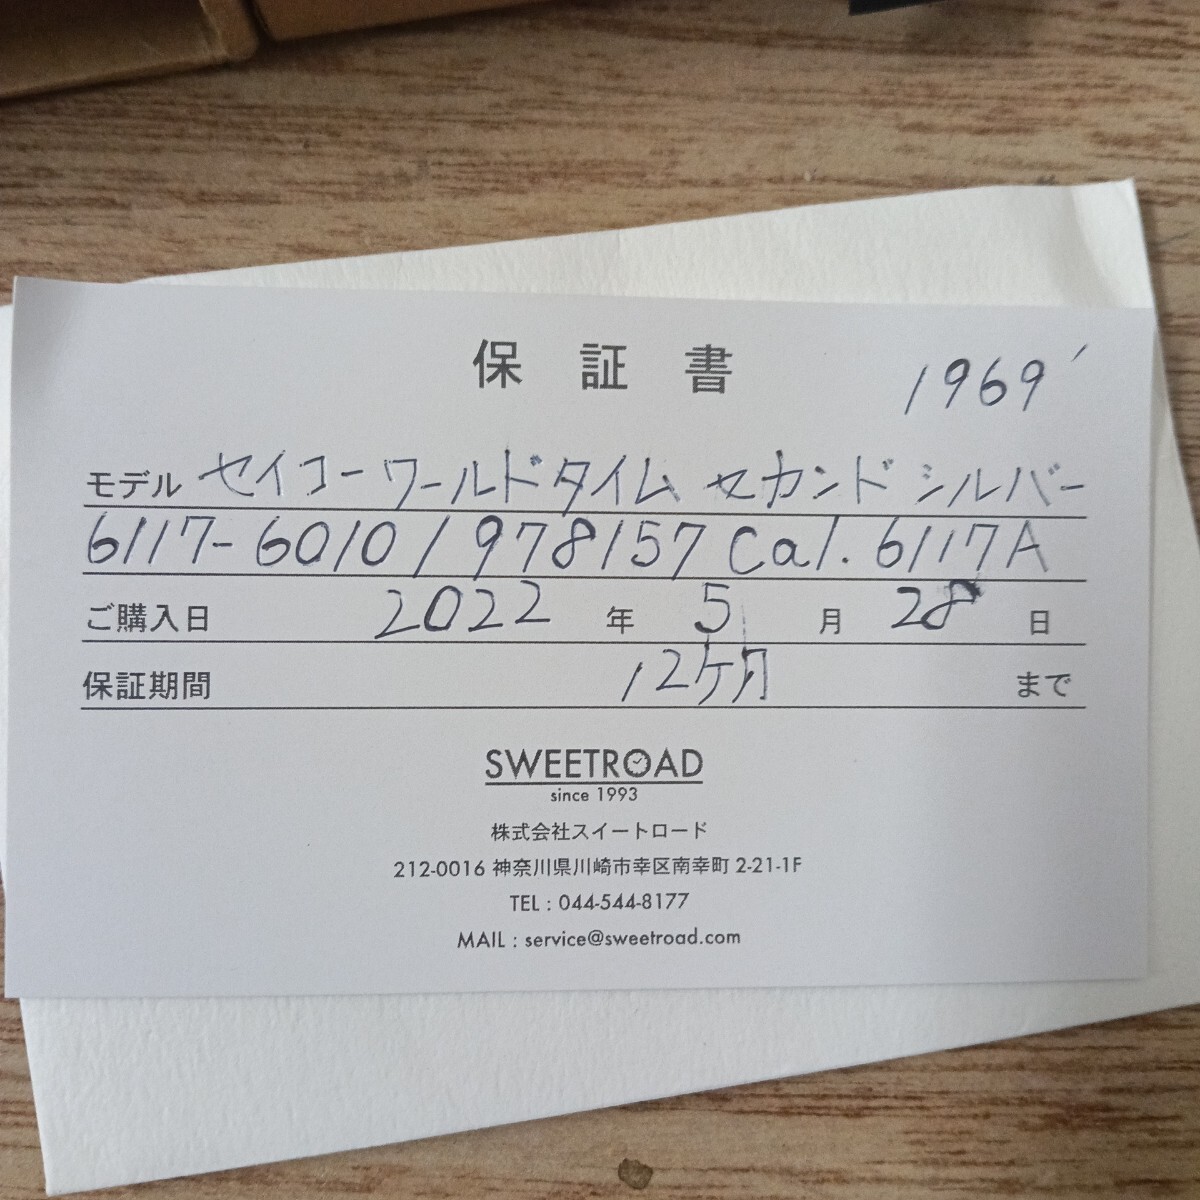 保証書
1969'
モデル セイコー ワールドタイム セカンド シルバー
6117-6010 / 978157 Cal. 6117A
ご購入日 2022 年 5 月 28 日
保証期間 12ケ月 まで
SWEETROAD
since 1993
株式会社スイートロード
212-0016 神奈川県川崎市幸区南幸町 2-21-1F
TEL : 044-544-8177
MAIL : service@sweetroad.com